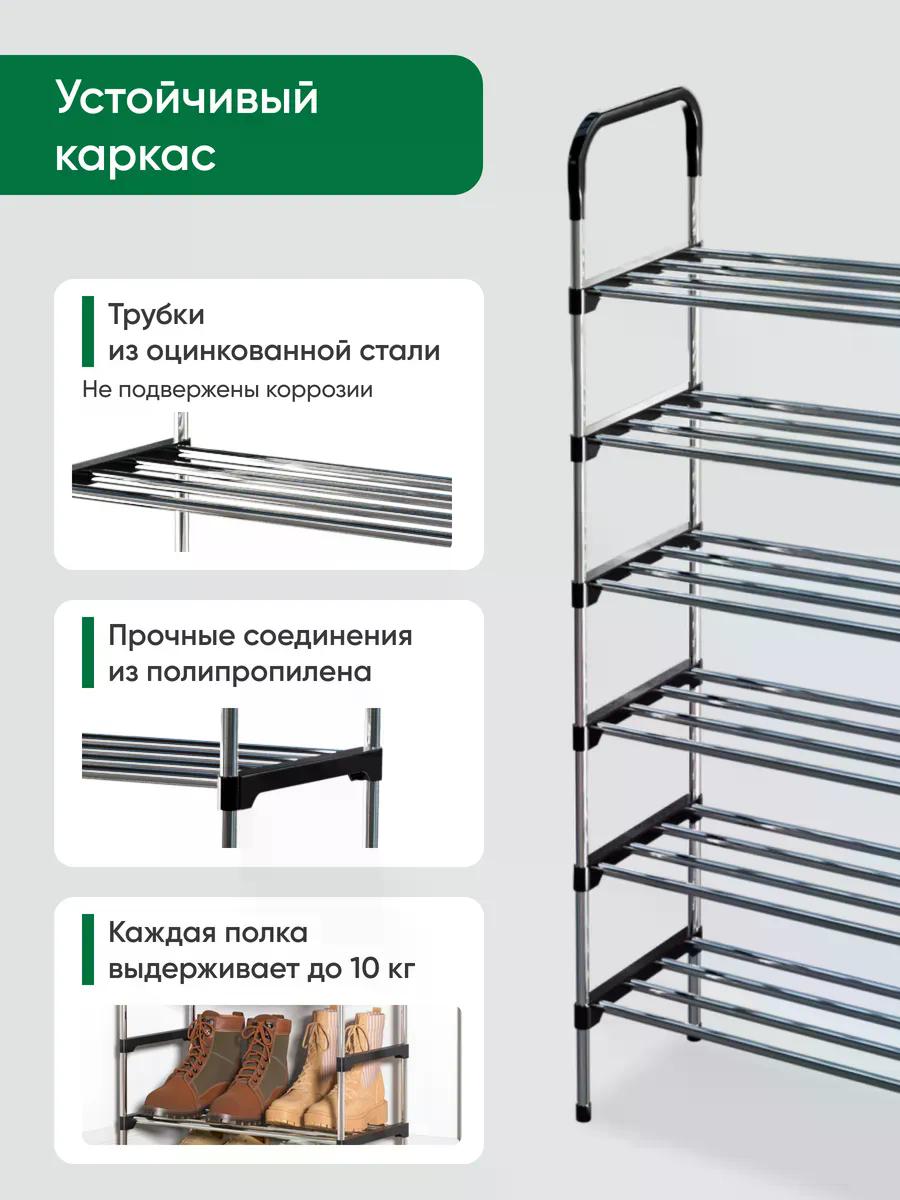 Устойчивый
каркас
Трубки
из оцинкованной стали
Не подвержены коррозии
Прочные соединения
из полипропилена
Каждая полка
выдерживает до 10 кг